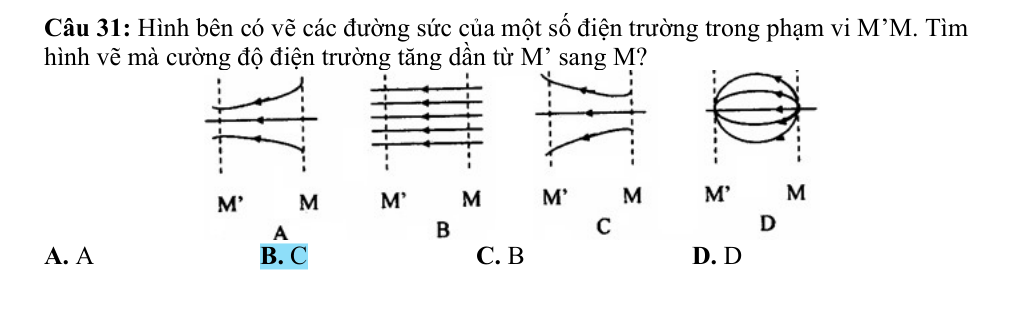 Câu 31: Hình bên có vẽ các đường sức của một số điện trường trong phạm vi M’M. Tìm
hình vẽ mà cường độ điện trường tăng dần từ M’ sang M?
M’ M M’ M M’ M M’ M
A B C D
A. A B. C C. B D. D